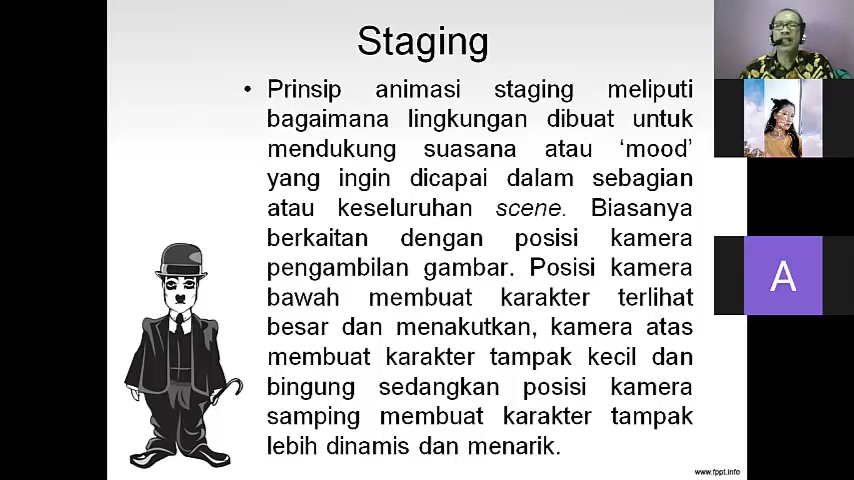 Staging
• Prinsip animasi staging meliputi
bagaimana lingkungan dibuat untuk
mendukung suasana atau ‘mood’
yang ingin dicapai dalam sebagian
atau keseluruhan scene. Biasanya
berkaitan dengan posisi kamera
pengambilan gambar. Posisi kamera
bawah membuat karakter terlihat
besar dan menakutkan, kamera atas
membuat karakter tampak kecil dan
bingung sedangkan posisi kamera
samping membuat karakter tampak
lebih dinamis dan menarik.
www.fppt.info
A